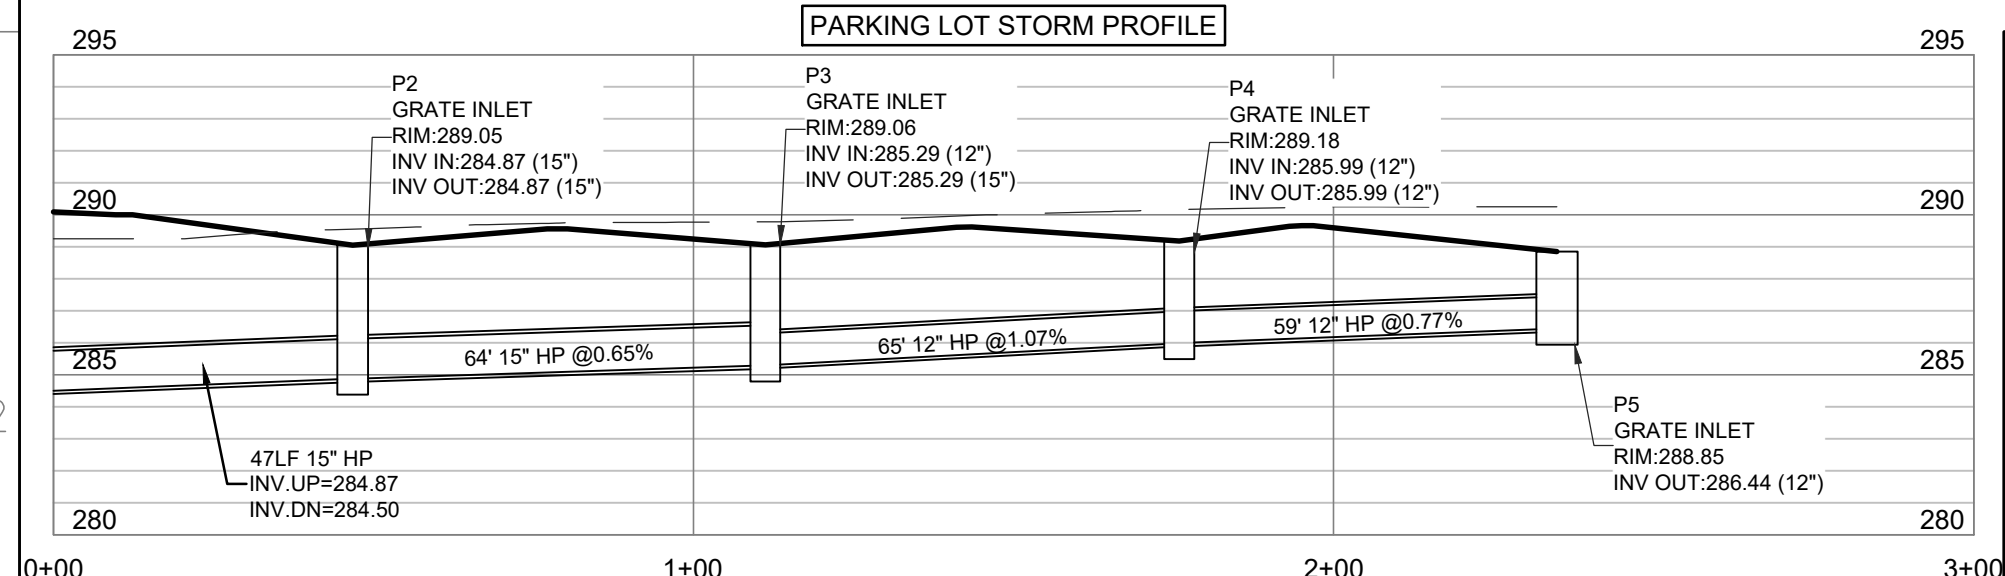 PARKING LOT STORM PROFILE
295
295
P2
GRATE INLET
RIM:289.05
INV IN:284.87 (15")
INV OUT:284.87 (15")
P3
GRATE INLET
RIM:289.06
INV IN:285.29 (12")
INV OUT:285.29 (15")
P4
GRATE INLET
RIM:289.18
INV IN:285.99 (12")
INV OUT:285.99 (12")
290
290
64' 15" HP @0.65%
65' 12" HP @1.07%
59' 12" HP @0.77%
285
285
47LF 15" HP
INV.UP=284.87
INV.DN=284.50
P5
GRATE INLET
RIM:288.85
INV OUT:286.44 (12")
280
280
0+00
1+00
2+00
3+00